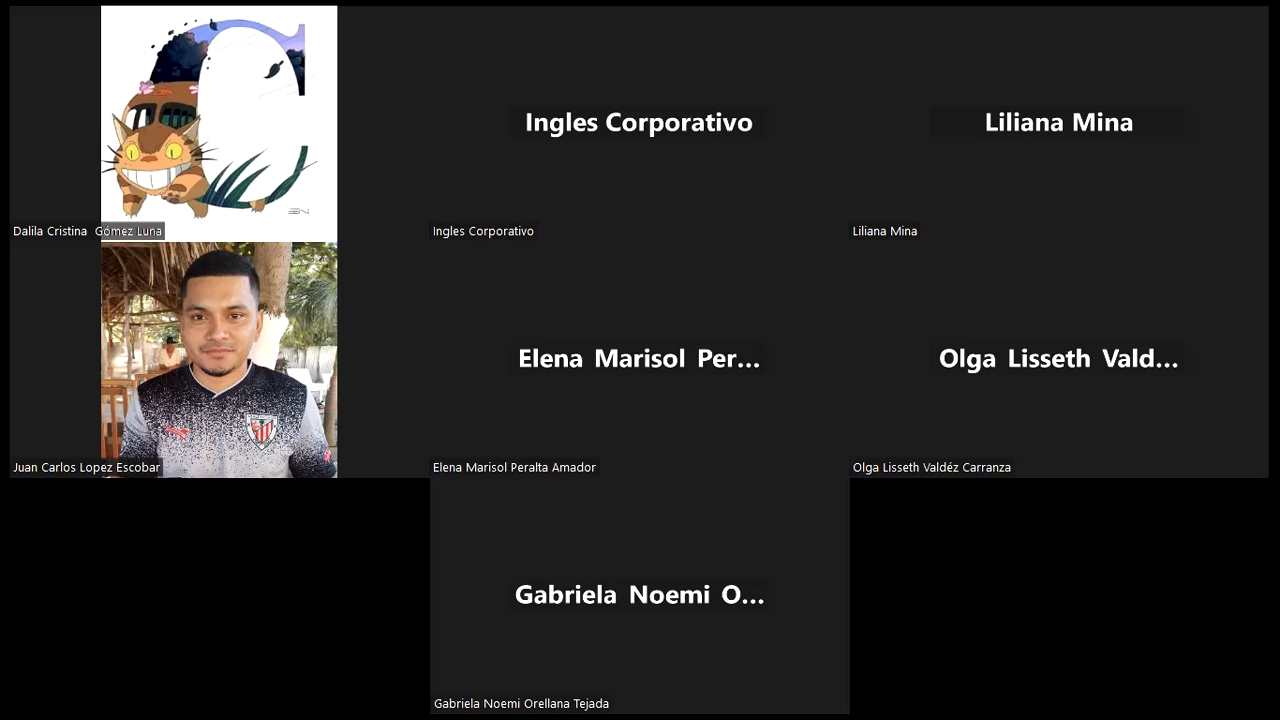 Ingles Corporativo
Liliana Mina
Dalila Cristina Gómez Luna
Ingles Corporativo
Liliana Mina
Elena Marisol Per...
Olga Lisseth Vald...
Juan Carlos Lopez Escobar
Elena Marisol Peralta Amador
Olga Lisseth Valdéz Carranza
Gabriela Noemi O...
Gabriela Noemi Orellana Tejada